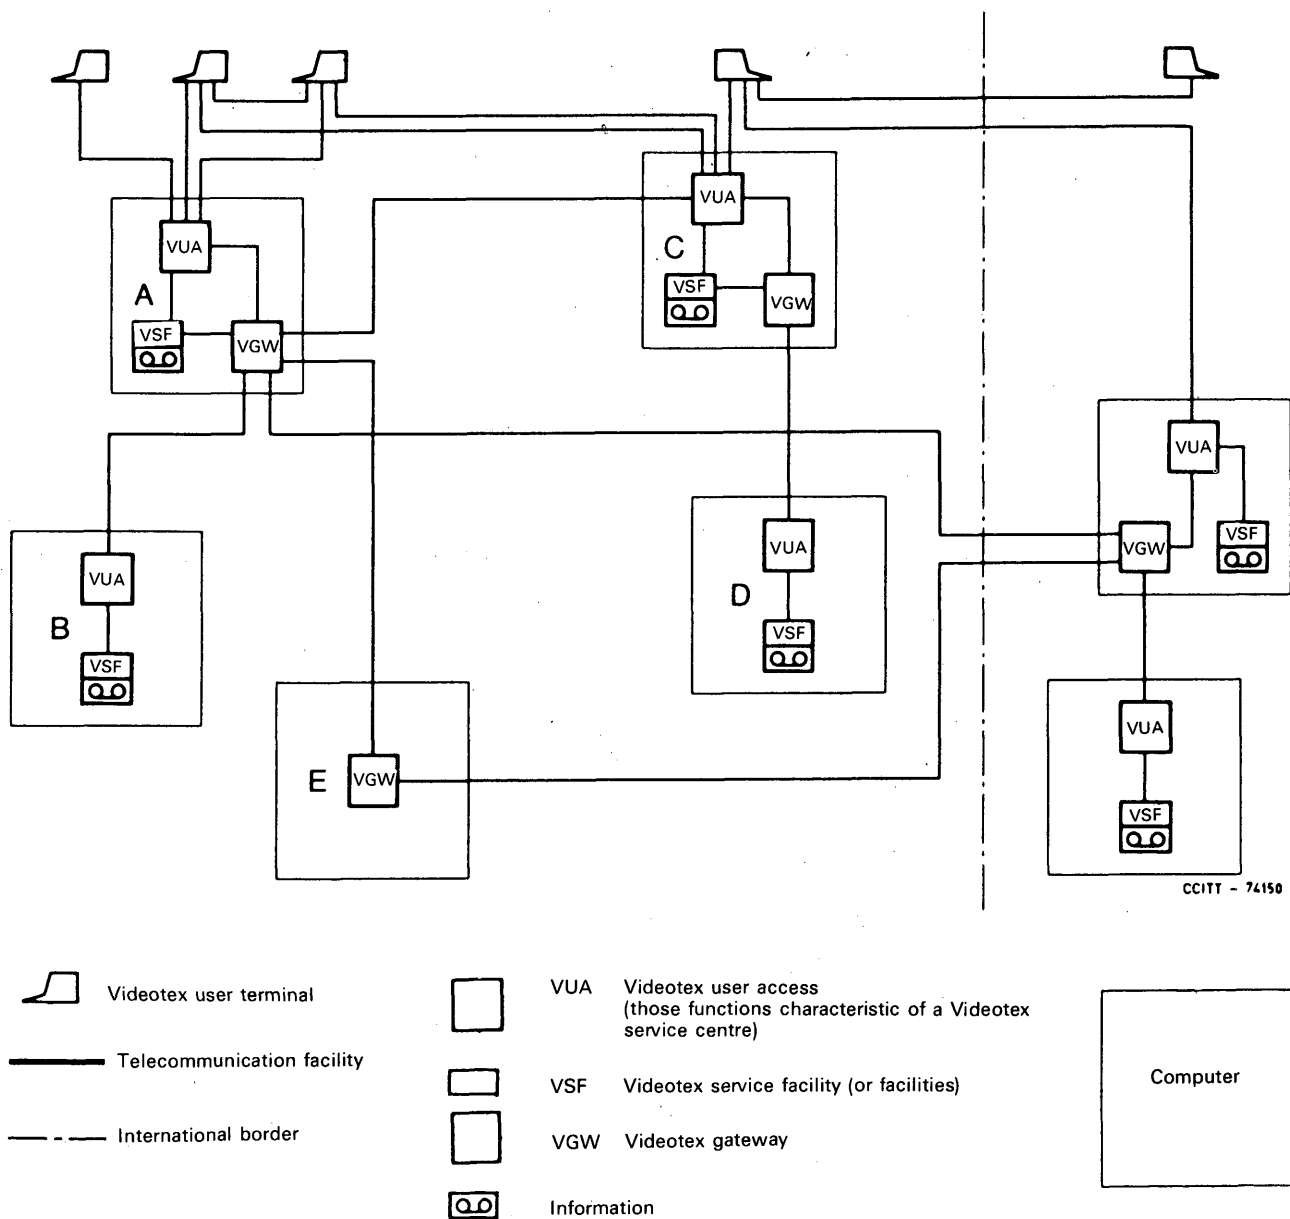 VUA
C
VSF
VGW
VUA
A
VSF
VGW
VUA
VGW
VSF
VUA
B
VSF
VUA
D
VSF
E
VGW
VUA
VSF
CCITT - 74150
Videotex user terminal
Telecommunication facility
International border
VUA Videotex user access
(those functions characteristic of a Videotex
service centre)
VSF Videotex service facility (or facilities)
VGW Videotex gateway
Information
Computer